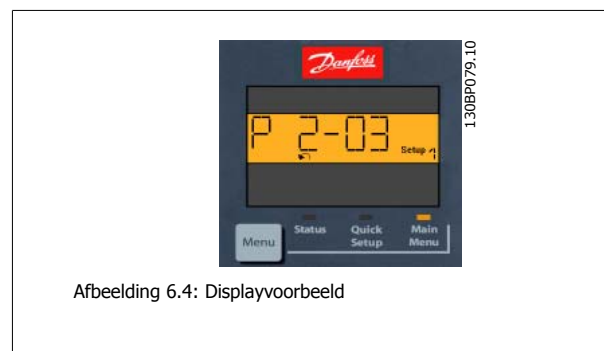 Danfoss
130BP079.10
P 2-03
Setup 1
Status
Quick Setup
Main Menu
Menu
Afbeelding 6.4: Displayvoorbeeld